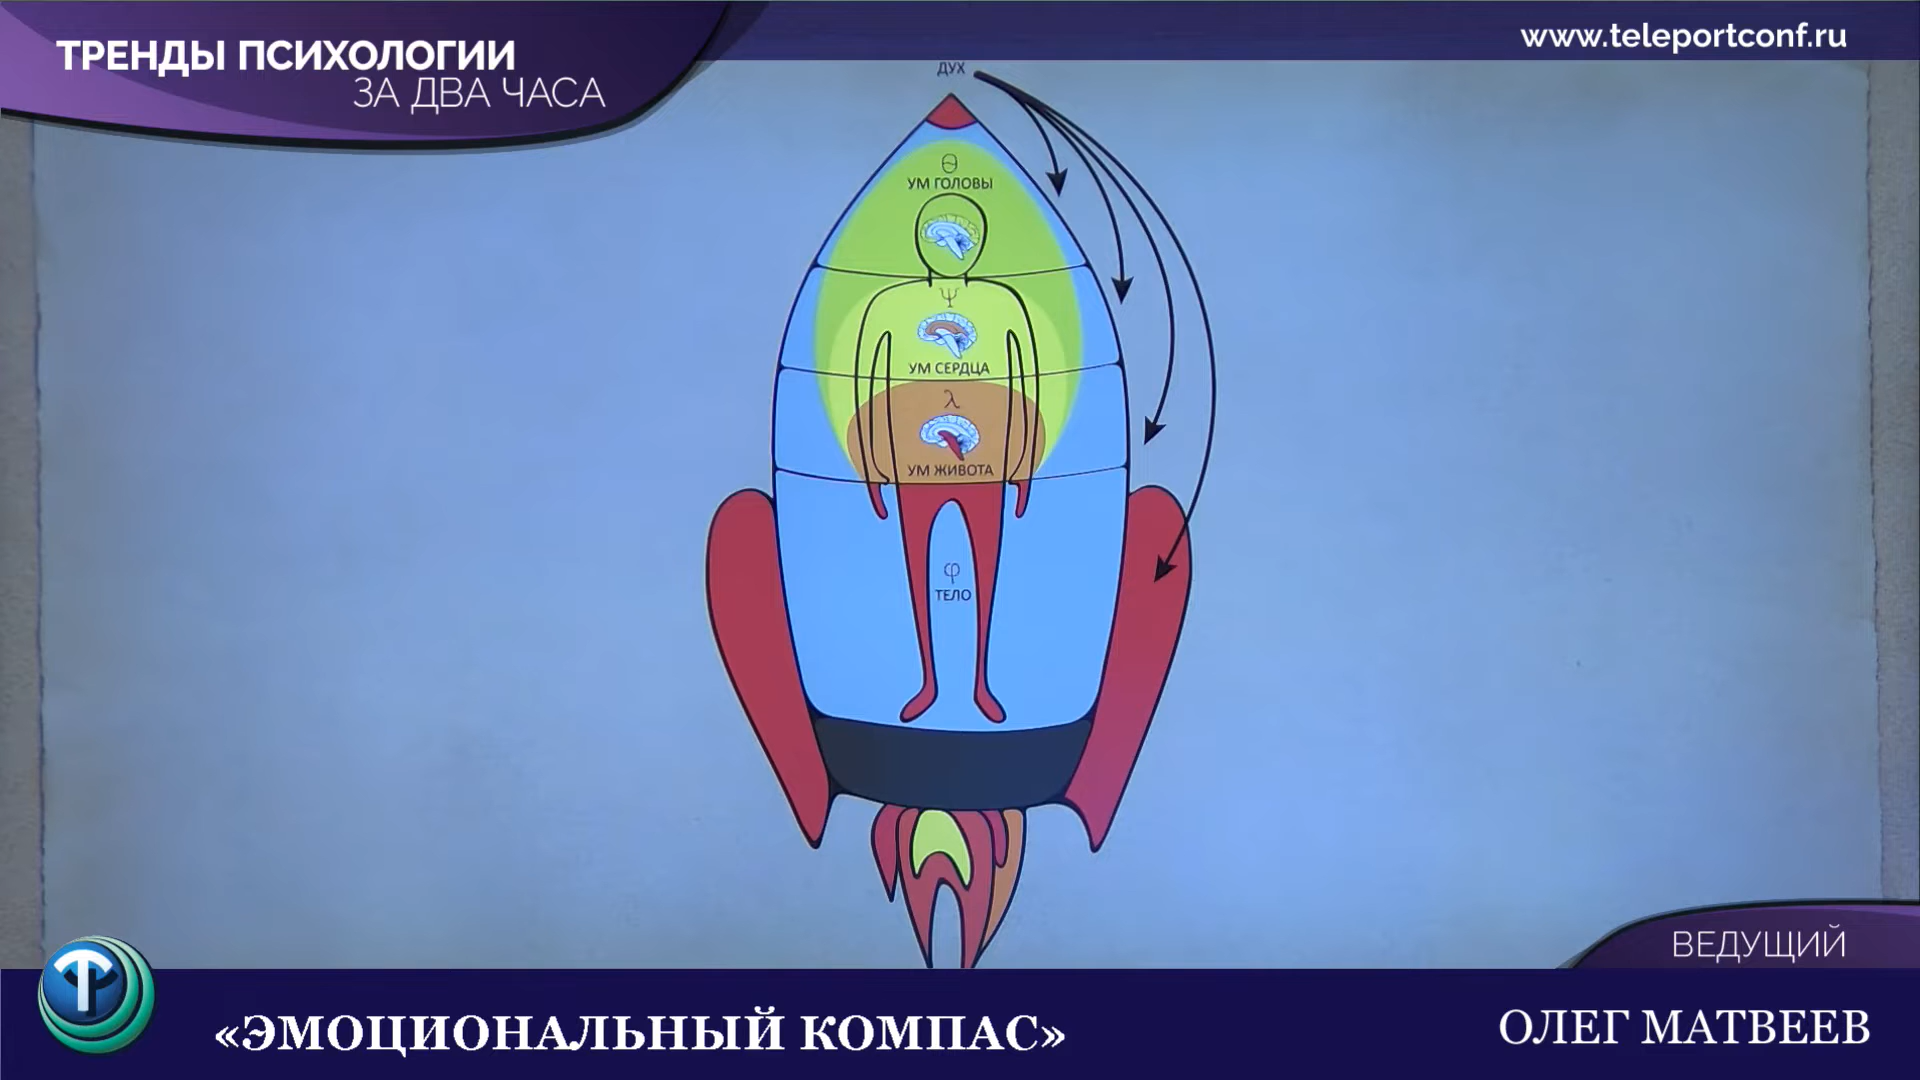 ТРЕНДЫ ПСИХОЛОГИИ
ЗА ДВА ЧАСА
www.teleportconf.ru
ДУХ
Θ
УМ ГОЛОВЫ
Ψ
УМ СЕРДЦА
λ
УМ ЖИВОТА
φ
ТЕЛО
ВЕДУЩИЙ
«ЭМОЦИОНАЛЬНЫЙ КОМПАС»
ОЛЕГ МАТВЕЕВ